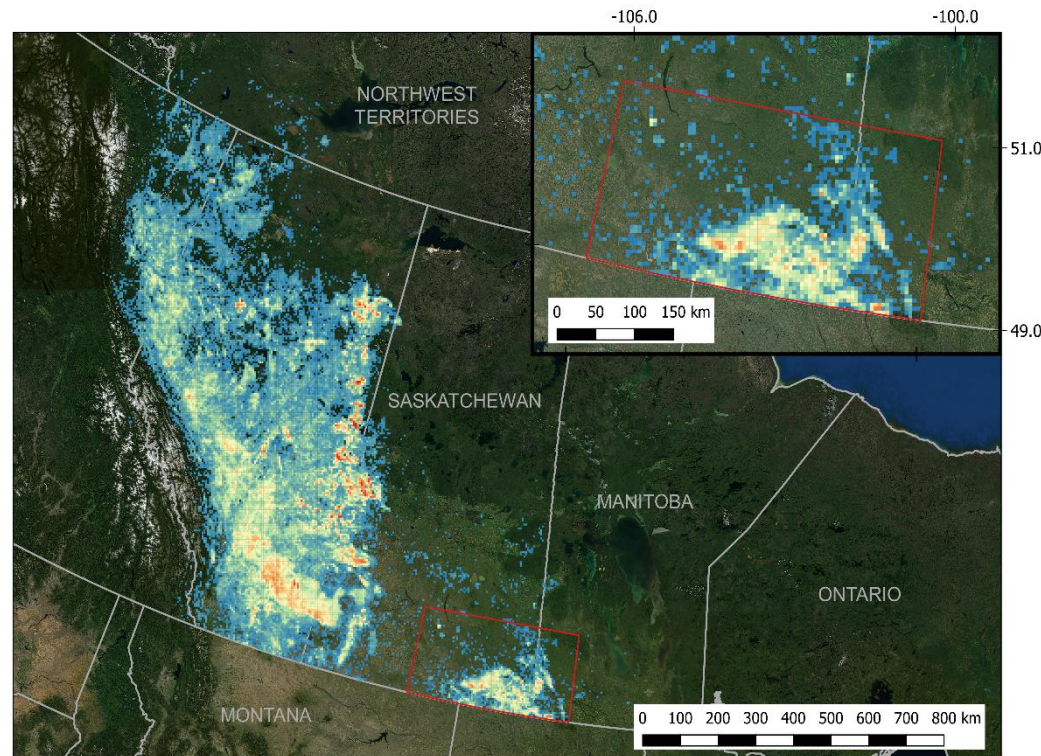 -106.0 -100.0
NORTHWEST
TERRITORIES
51.0
0 50 100 150 km
49.0
SASKATCHEWAN
MANITOBA
ONTARIO
MONTANA
0 100 200 300 400 500 600 700 800 km